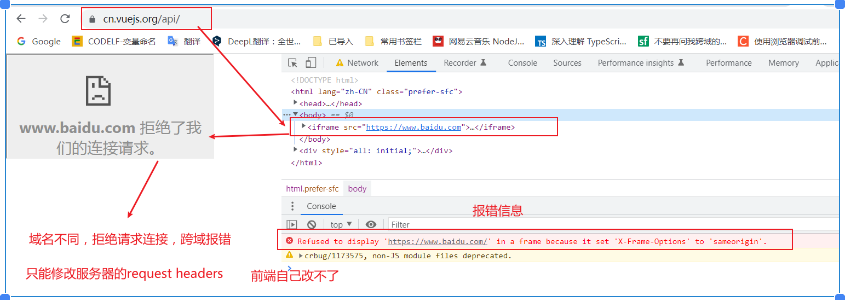 cn.vuejs.org/api/
Google CODELF-变量命名 翻译 DeepL翻译：全世... 已导入 常用书签栏 网易云音乐 NodeJ... 深入理解 TypeScri... 不要再问我跨域的... 使用浏览器调试前...
Network Elements Recorder Console Sources Performance insights Performance Memory Applicat
<!DOCTYPE html>
<html lang="zh-CN" class="prefer-sfc">
<head>…</head>
<body> == $0
<iframe src="https://www.baidu.com">…</iframe>
</body>
<div style="all: initial;">…</div>
</html>
www.baidu.com 拒绝了我
们的连接请求。
html.prefer-sfc body
Console
报错信息
top Filter
Refused to display 'https://www.baidu.com/' in a frame because it set 'X-Frame-Options' to 'sameorigin'.
crbug/1173575, non-JS module files deprecated.
域名不同，拒绝请求连接，跨域报错
只能修改服务器的request headers
前端自己改不了